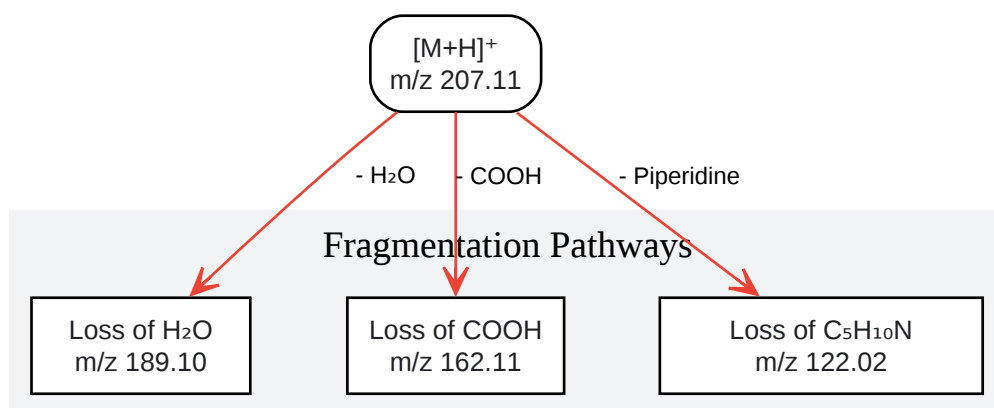 [M+H]⁺
m/z 207.11
- H₂O
- COOH
- Piperidine
Fragmentation Pathways
Loss of H₂O
m/z 189.10
Loss of COOH
m/z 162.11
Loss of C₅H₁₀N
m/z 122.02